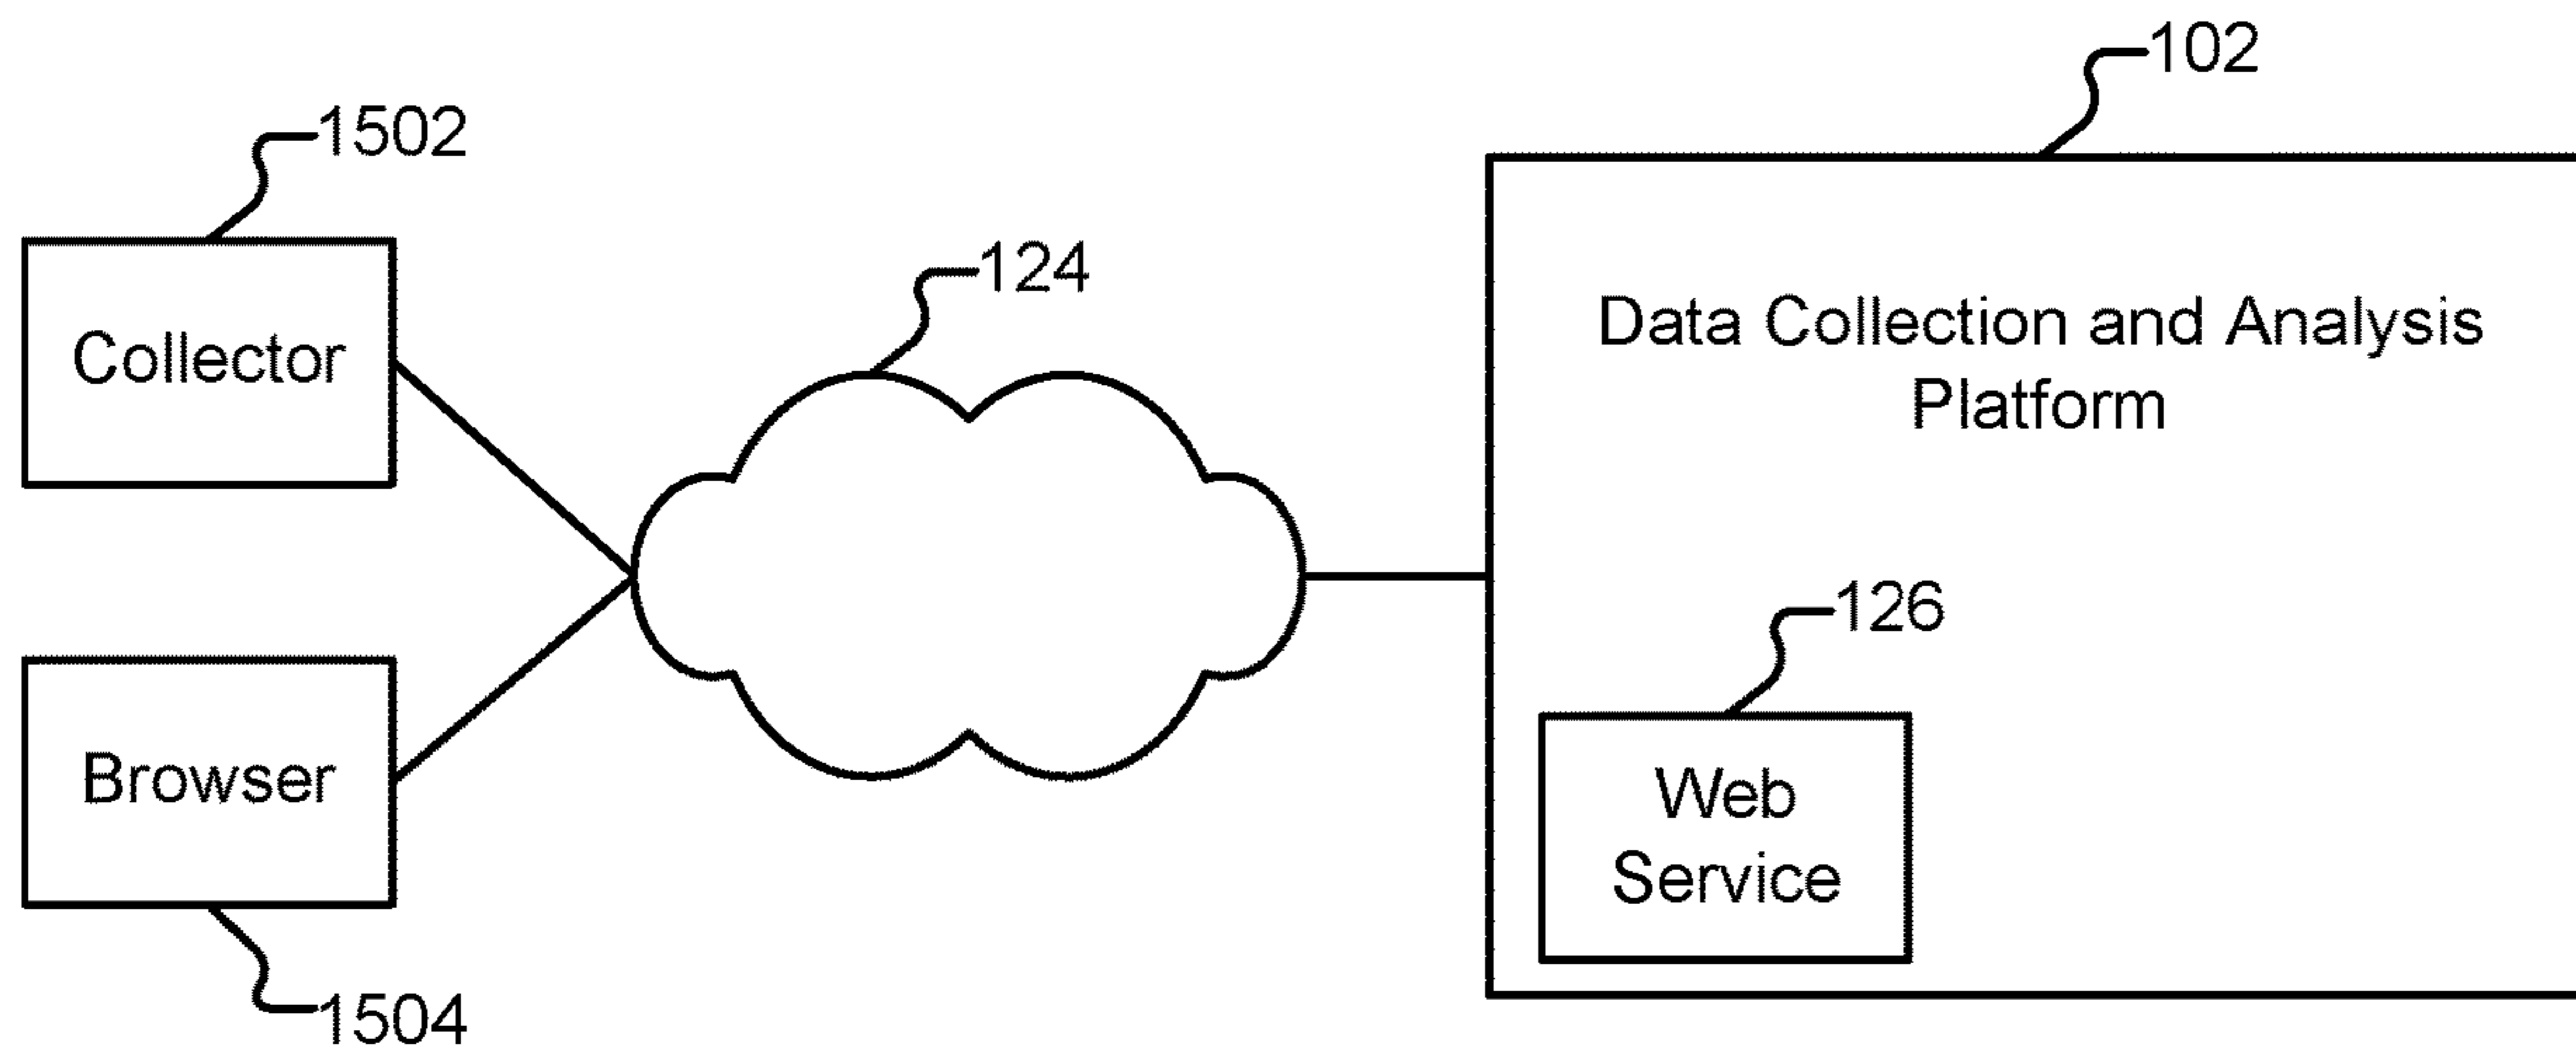 102
1502
124
Collector
Data Collection and Analysis
Platform
126
Browser
Web
Service
1504